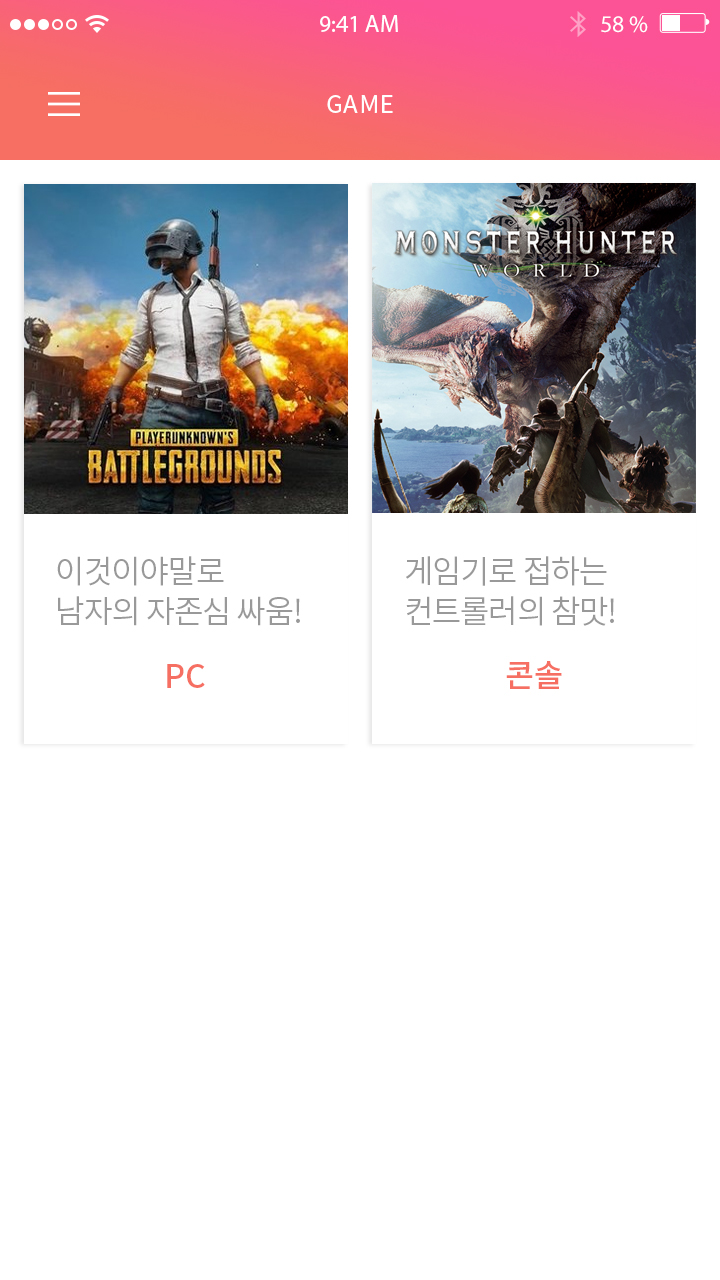 9:41 AM
58 %
GAME
PLAYERUNKNOWN'S
BATTLEGROUNDS
MONSTER HUNTER
WORLD
이것이야말로
남자의 자존심 싸움!
PC
게임기로 접하는
컨트롤러의 참맛!
콘솔